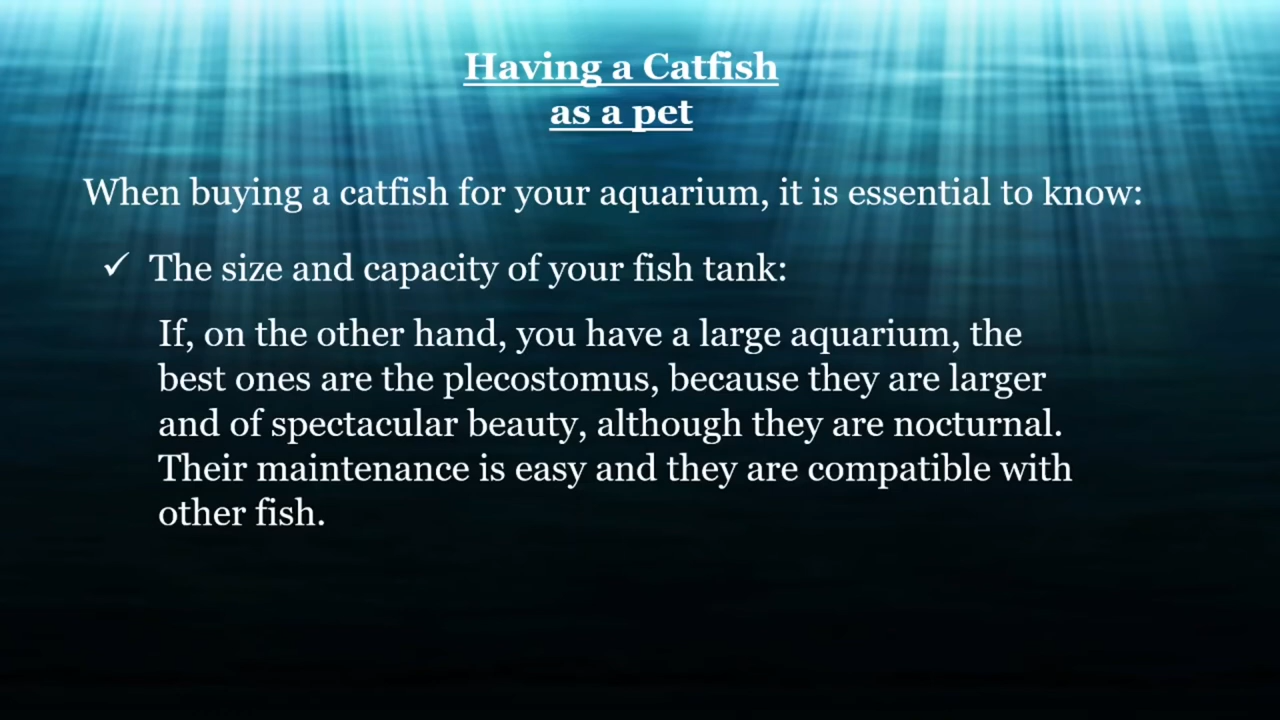 Having a Catfish
as a pet
When buying a catfish for your aquarium, it is essential to know:
✓ The size and capacity of your fish tank:
If, on the other hand, you have a large aquarium, the
best ones are the plecostomus, because they are larger
and of spectacular beauty, although they are nocturnal.
Their maintenance is easy and they are compatible with
other fish.